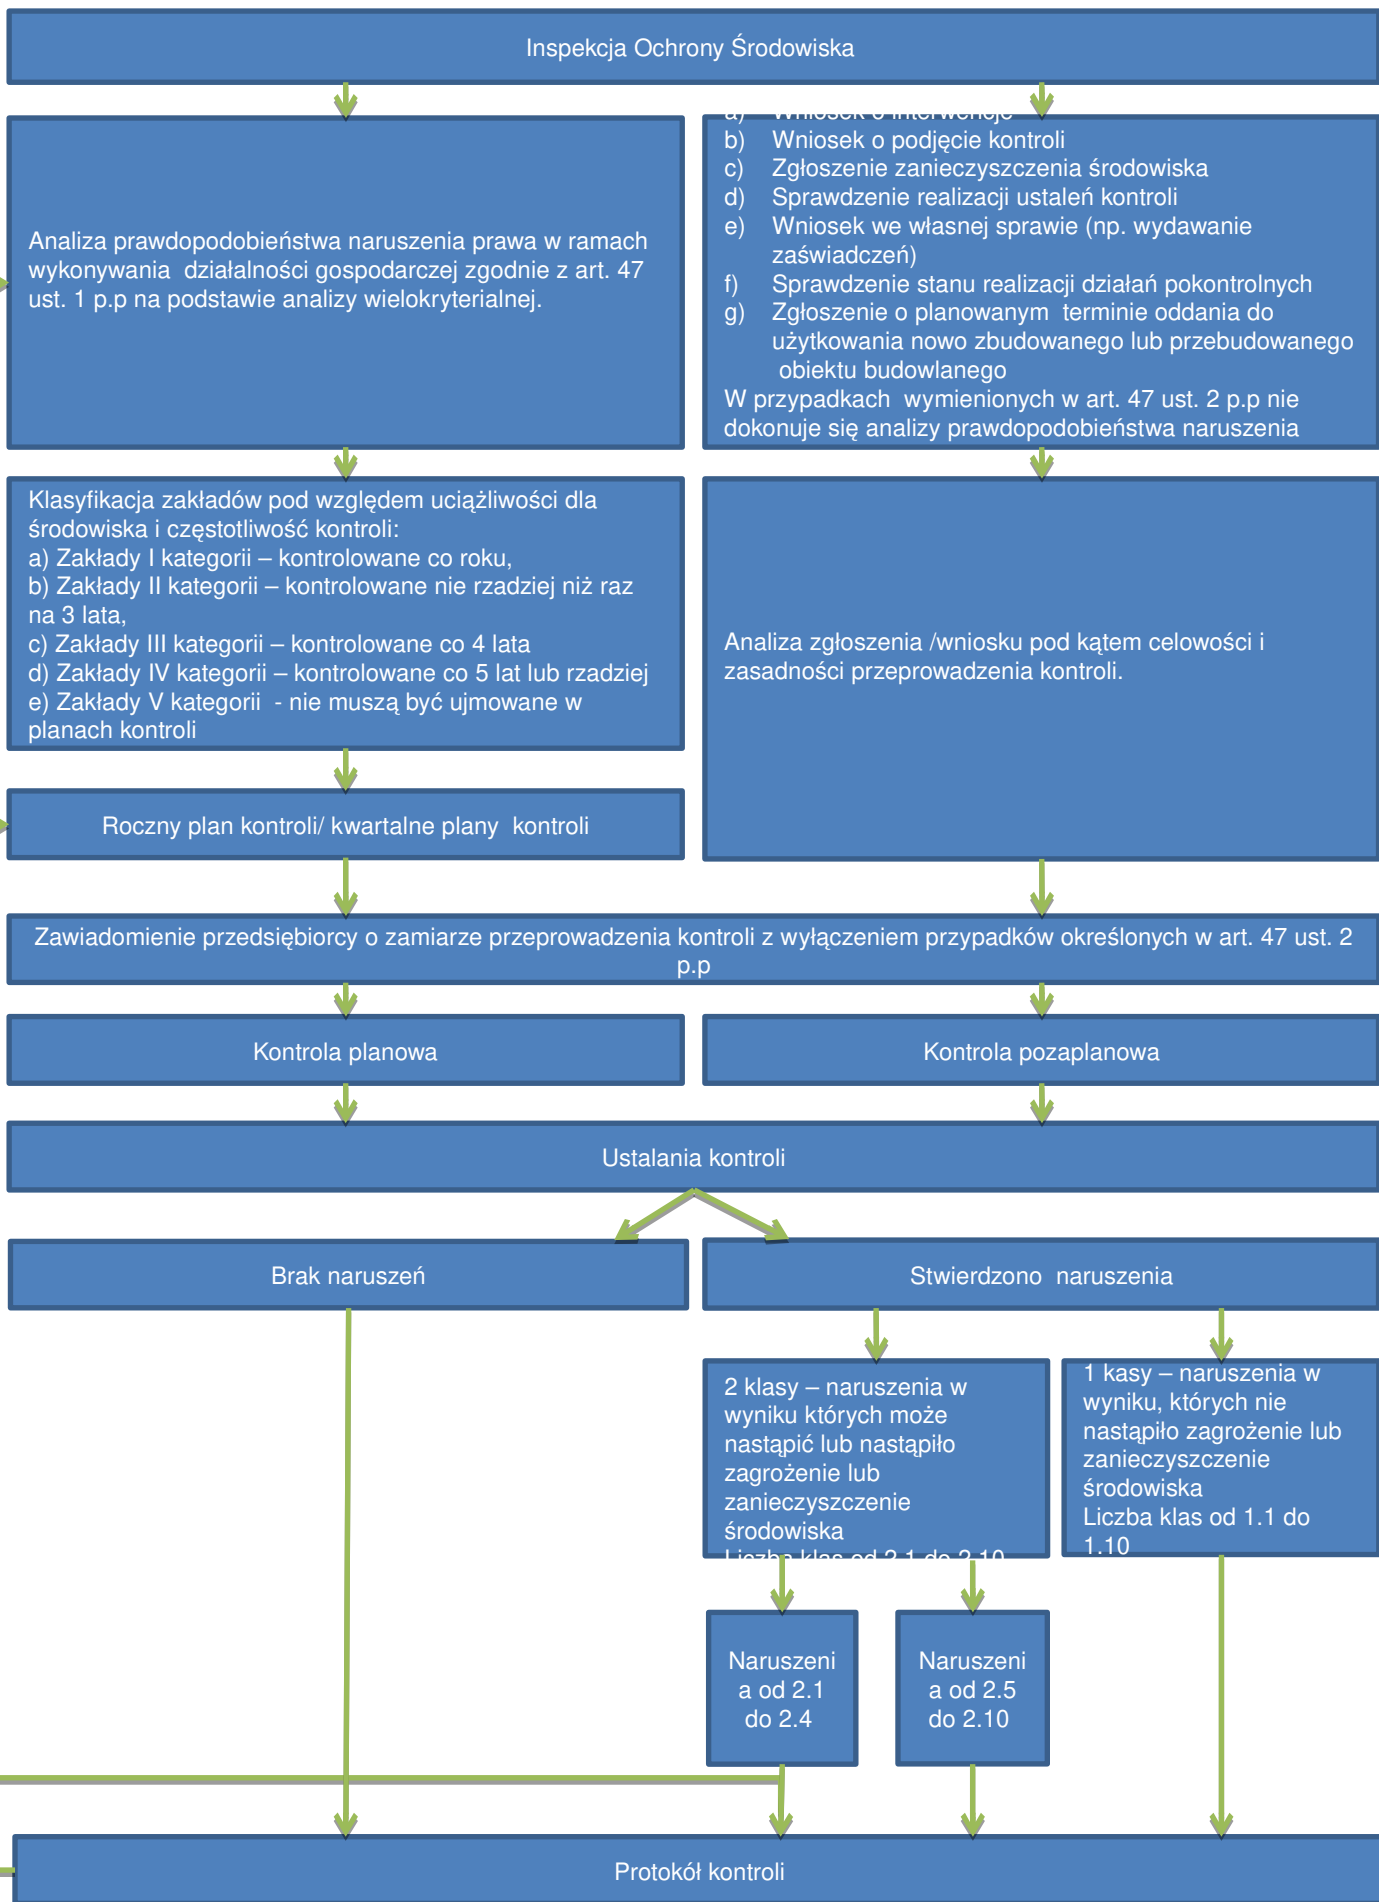 Inspekcja Ochrony Środowiska
Analiza prawdopodobieństwa naruszenia prawa w ramach
wykonywania działalności gospodarczej zgodnie z art. 47
ust. 1 p.p na podstawie analizy wielokryterialnej.
a) Wniosek o interwencję
b) Wniosek o podjęcie kontroli
c) Zgłoszenie zanieczyszczenia środowiska
d) Sprawdzenie realizacji ustaleń kontroli
e) Wniosek we własnej sprawie (np. wydawanie
zaświadczeń)
f) Sprawdzenie stanu realizacji działań pokontrolnych
g) Zgłoszenie o planowanym terminie oddania do
użytkowania nowo zbudowanego lub przebudowanego
obiektu budowlanego
W przypadkach wymienionych w art. 47 ust. 2 p.p nie
dokonuje się analizy prawdopodobieństwa naruszenia
Klasyfikacja zakładów pod względem uciążliwości dla
środowiska i częstotliwość kontroli:
a) Zakłady I kategorii – kontrolowane co roku,
b) Zakłady II kategorii – kontrolowane nie rzadziej niż raz
na 3 lata,
c) Zakłady III kategorii – kontrolowane co 4 lata
d) Zakłady IV kategorii – kontrolowane co 5 lat lub rzadziej
e) Zakłady V kategorii - nie muszą być ujmowane w
planach kontroli
Analiza zgłoszenia /wniosku pod kątem celowości i
zasadności przeprowadzenia kontroli.
Roczny plan kontroli/ kwartalne plany kontroli
Zawiadomienie przedsiębiorcy o zamiarze przeprowadzenia kontroli z wyłączeniem przypadków określonych w art. 47 ust. 2
p.p
Kontrola planowa
Kontrola pozaplanowa
Ustalania kontroli
Brak naruszeń
Stwierdzono naruszenia
2 klasy – naruszenia w
wyniku których może
nastąpić lub nastąpiło
zagrożenie lub
zanieczyszczenie
środowiska
Liczba klas od 2.1 do 2.10
1 kasy – naruszenia w
wyniku, których nie
nastąpiło zagrożenie lub
zanieczyszczenie
środowiska
Liczba klas od 1.1 do
1.10
Naruszeni
a od 2.1
do 2.4
Naruszeni
a od 2.5
do 2.10
Protokół kontroli